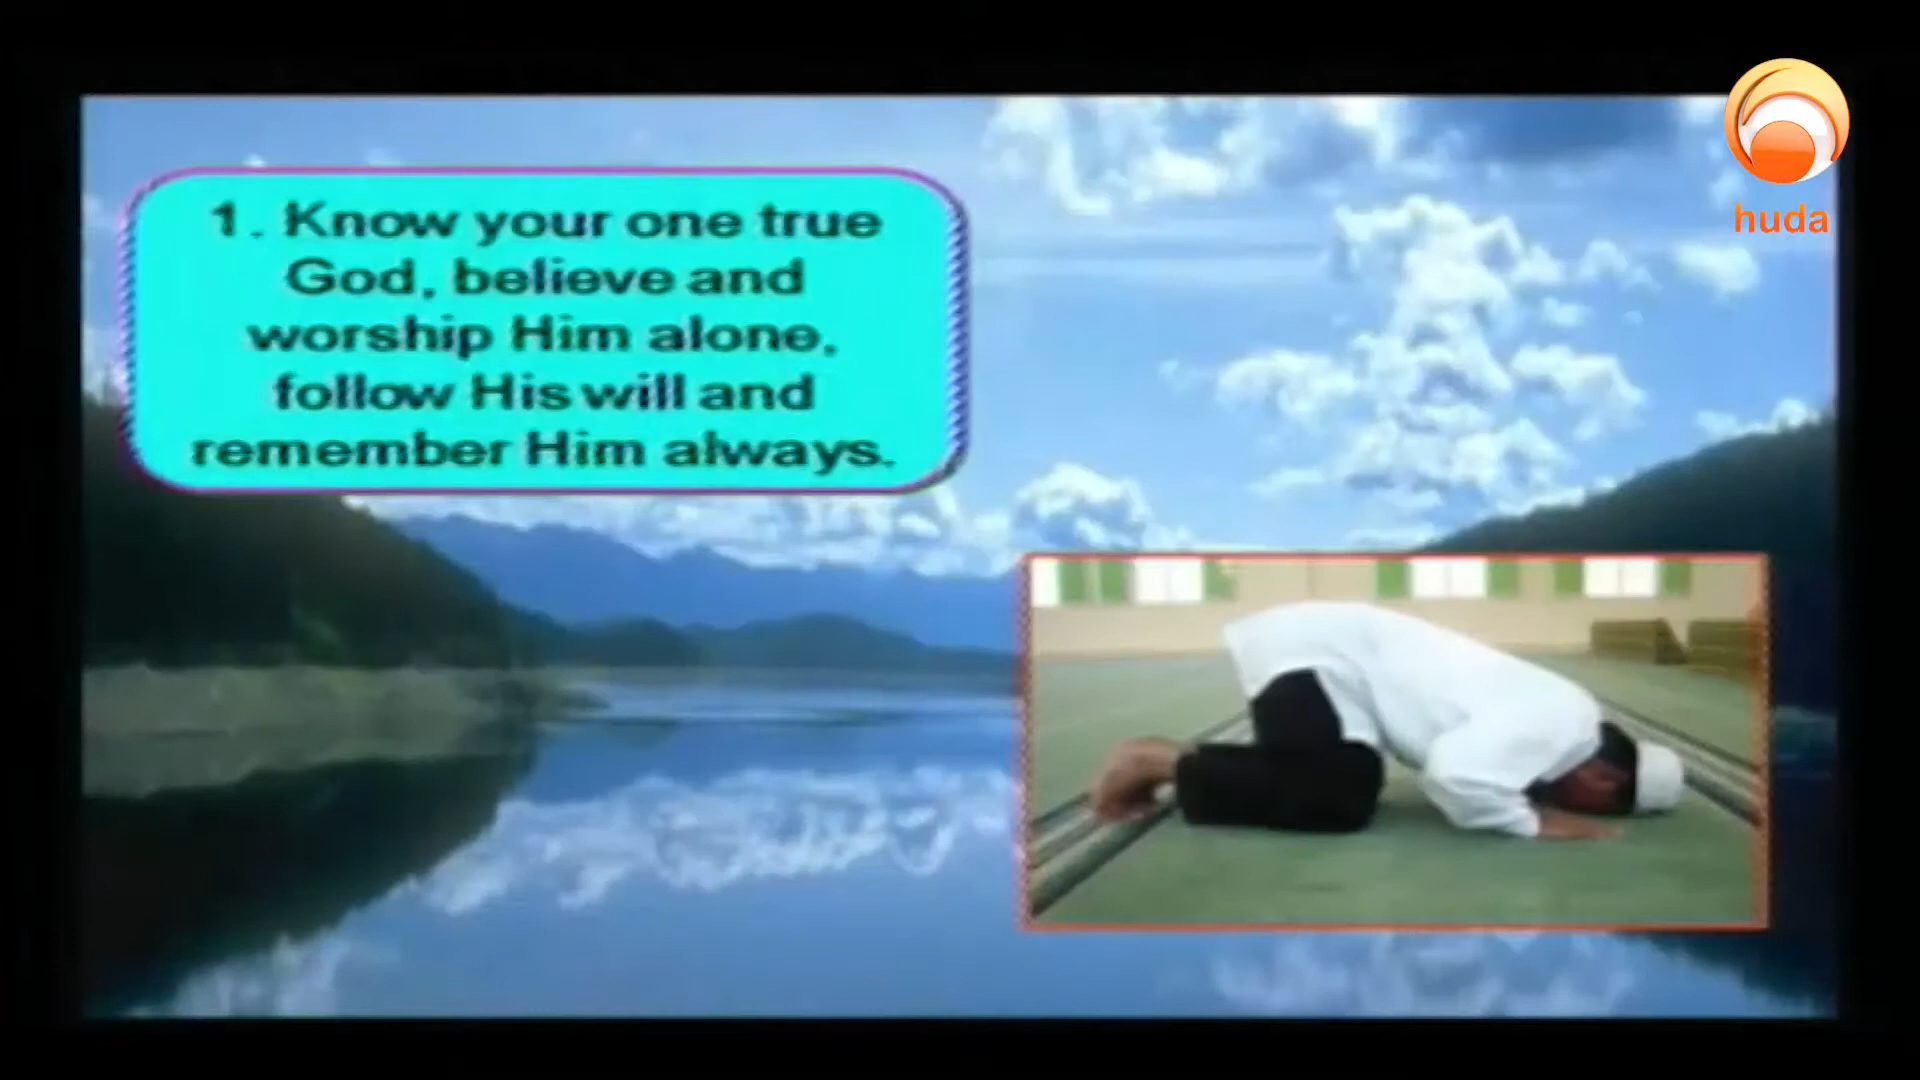 1. Know your one true
God, believe and
worship Him alone,
follow His will and
remember Him always.
huda